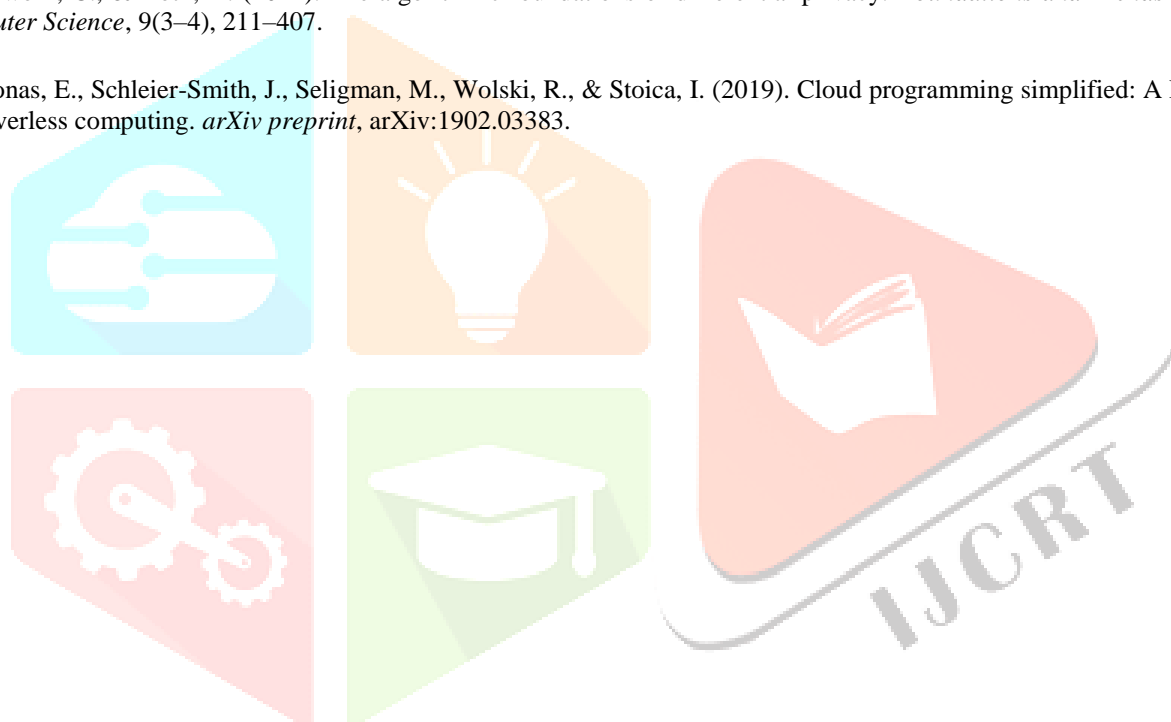 uter Science, 9(3–4), 211–407.
onas, E., Schleier-Smith, J., Seligman, M., Wolski, R., & Stoica, I. (2019). Cloud programming simplified: A
verless computing. arXiv preprint, arXiv:1902.03383.
IJCRT